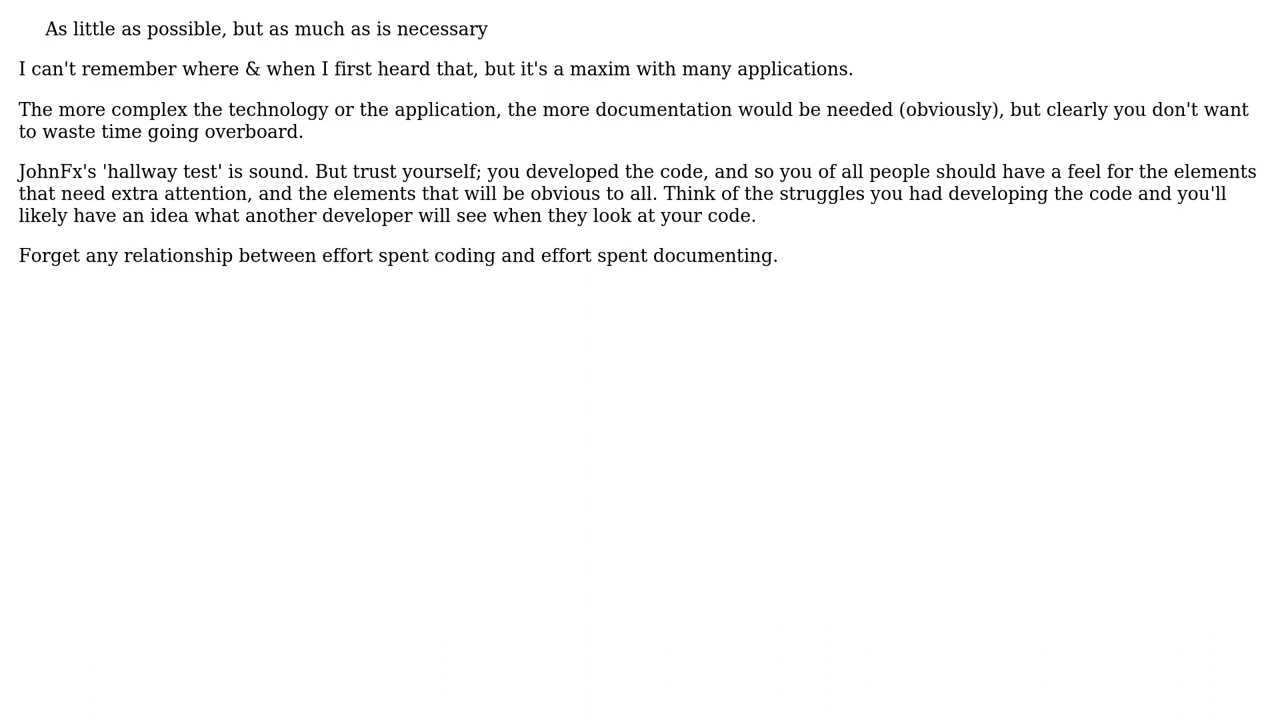 As little as possible, but as much as is necessary
I can't remember where & when I first heard that, but it's a maxim with many applications.
The more complex the technology or the application, the more documentation would be needed (obviously), but clearly you don't want
to waste time going overboard.
JohnFx's 'hallway test' is sound. But trust yourself; you developed the code, and so you of all people should have a feel for the elements
that need extra attention, and the elements that will be obvious to all. Think of the struggles you had developing the code and you'll
likely have an idea what another developer will see when they look at your code.
Forget any relationship between effort spent coding and effort spent documenting.